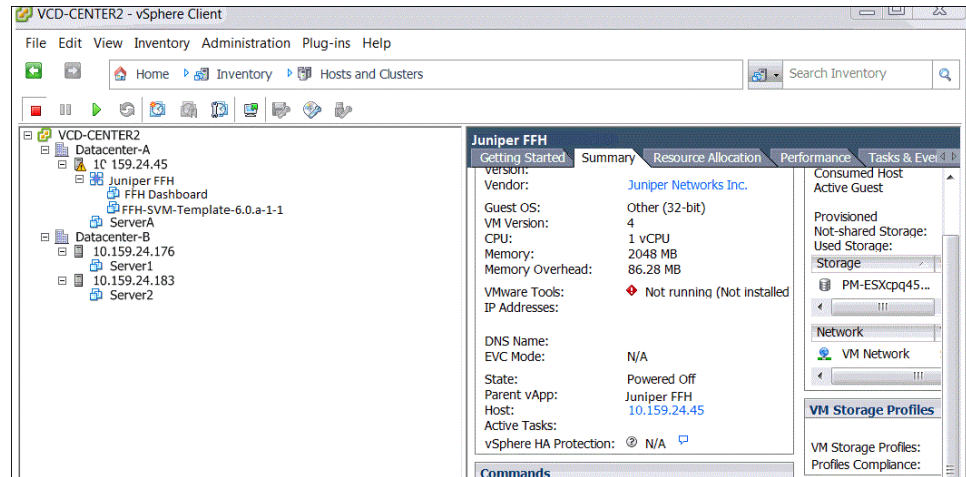 VCD-CENTER2 - vSphere Client
File Edit View Inventory Administration Plug-ins Help
Home Inventory Hosts and Clusters
Search Inventory
VCD-CENTER2
Datacenter-A
10 159.24.45
Juniper FFH
FFH Dashboard
FFH-SVM-Template-6.0.a-1-1
ServerA
Datacenter-B
10.159.24.176
Server1
10.159.24.183
Server2
Juniper FFH
Getting Started Summary Resource Allocation Performance Tasks & Even
Version:
Vendor: Juniper Networks Inc.
Guest OS: Other (32-bit)
VM Version: 4
CPU: 1 vCPU
Memory: 2048 MB
Memory Overhead: 86.28 MB
VMware Tools: Not running (Not installed
IP Addresses:
DNS Name:
EVC Mode: N/A
State: Powered Off
Parent vApp: Juniper FFH
Host: 10.159.24.45
Active Tasks:
vSphere HA Protection: N/A
Commands
Consumed Host
Active Guest
Provisioned
Not-shared Storage:
Used Storage:
Storage
PM-ESXcpq45...
Network
VM Network
VM Storage Profiles
VM Storage Profiles:
Profiles Compliance: